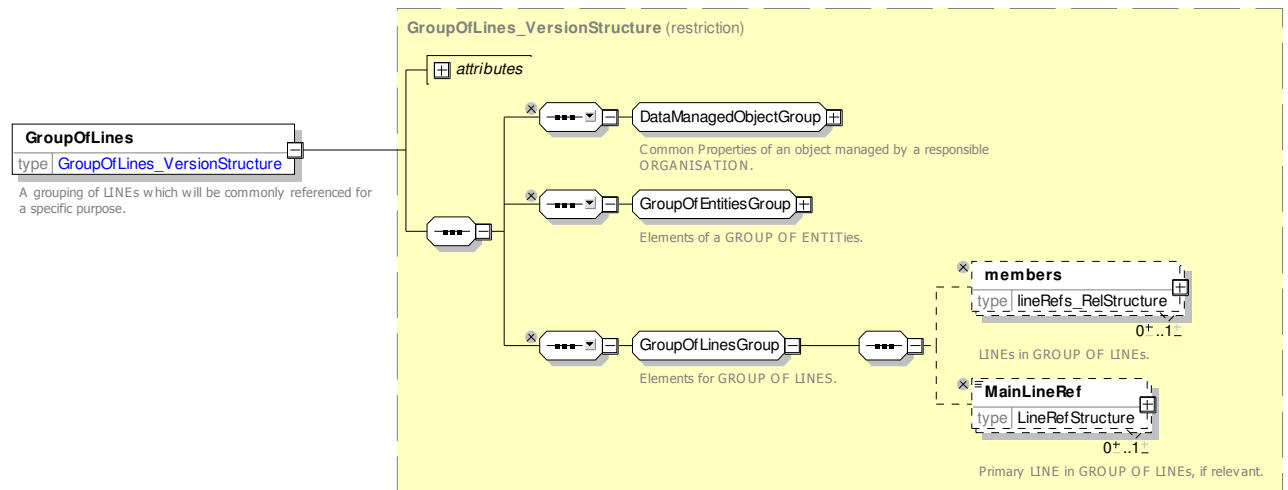 GroupOfLines_VersionStructure (restriction)
attributes
DataManagedObjectGroup
Common Properties of an object managed by a responsible
ORGANISATION.
GroupOfLines
type GroupOfLines_VersionStructure
A grouping of LINEs which will be commonly referenced for
a specific purpose.
GroupOfEntitiesGroup
Elements of a GROUP OF ENTITies.
members
type lineRefs_RelStructure
0..1
LINEs in GROUP OF LINEs.
GroupOfLinesGroup
Elements for GROUP OF LINES.
MainLineRef
type LineRefStructure
0..1
Primary LINE in GROUP OF LINEs, if relevant.